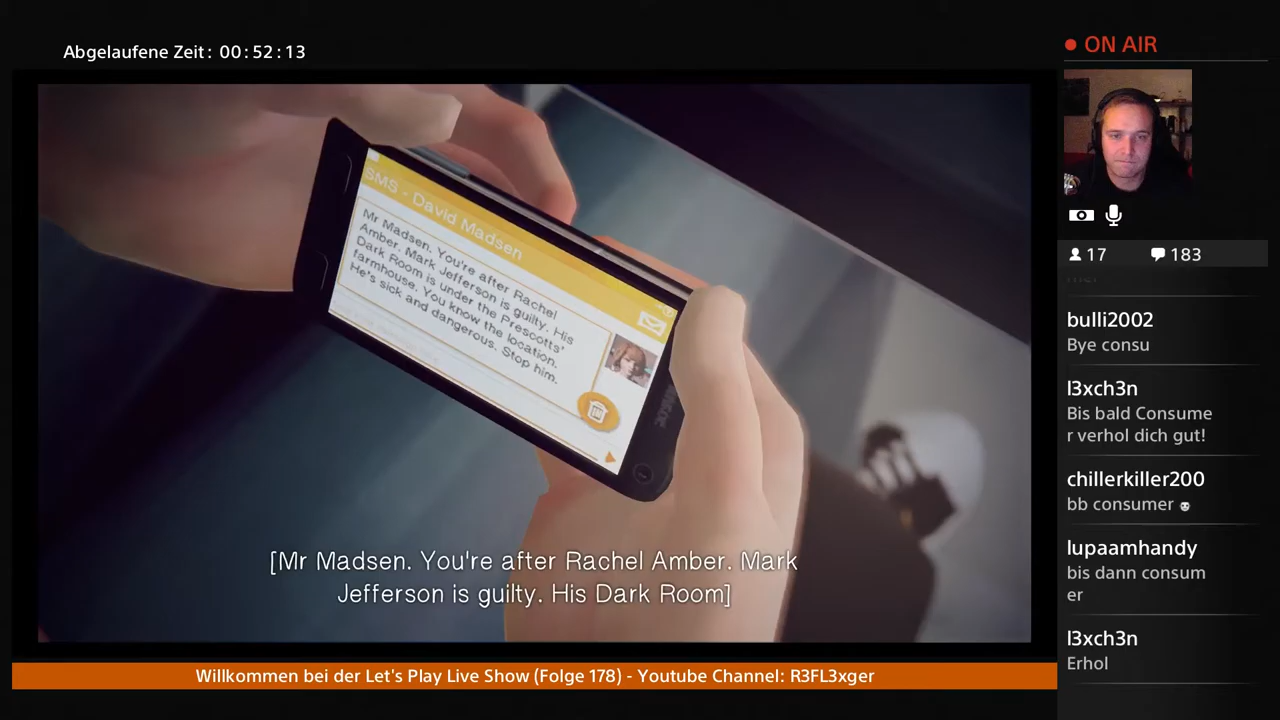 Abgelaufene Zeit: 00:52:13
ON AIR
17
183
SMS - David Madsen
Mr Madsen. You're after Rachel
Amber. Mark Jefferson is guilty. His
Dark Room is under the Prescotts'
farmhouse. You know the location.
He's sick and dangerous. Stop him.
[Mr Madsen. You're after Rachel Amber. Mark
Jefferson is guilty. His Dark Room]
bulli2002
Bye consu
l3xch3n
Bis bald Consume
r verhol dich gut!
chillerkiller200
bb consumer
lupaamhandy
bis dann consum
er
l3xch3n
Erhol
Willkommen bei der Let's Play Live Show (Folge 178) - Youtube Channel: R3FL3xger